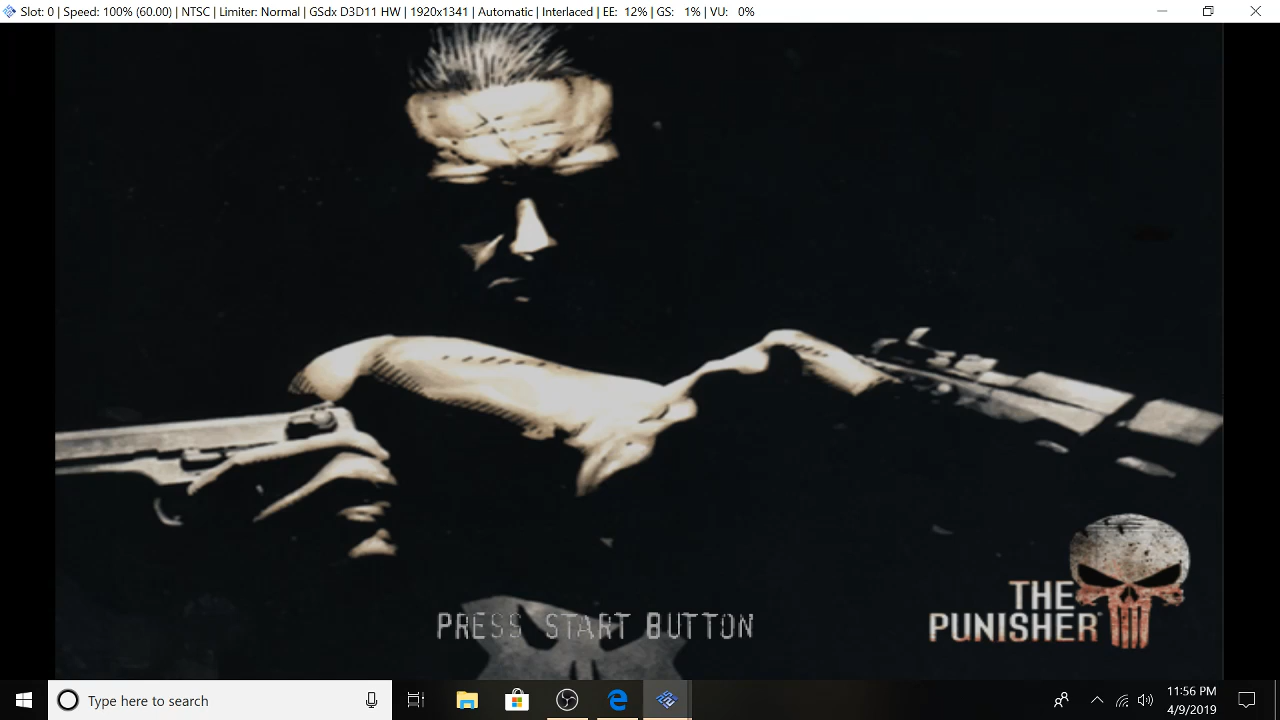 Slot: 0 | Speed: 100% (60.00) | NTSC | Limiter: Normal | GSdx D3D11 HW | 1920x1341 | Automatic | Interlaced | EE: 12% | GS: 1% | VU: 0%
THE
PUNISHER
PRESS START BUTTON
Type here to search
11:56 PM
4/9/2019